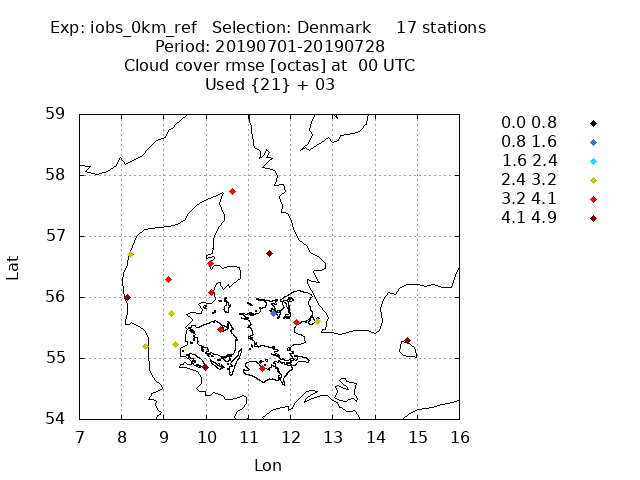 Exp: iobs_0km_ref Selection: Denmark 17 stations
Period: 20190701-20190728
Cloud cover rmse [octas] at 00 UTC
Used {21} + 03
59
58
57
56
55
54
Lat
7 8 9 10 11 12 13 14 15 16
Lon
0.0 0.8
0.8 1.6
1.6 2.4
2.4 3.2
3.2 4.1
4.1 4.9